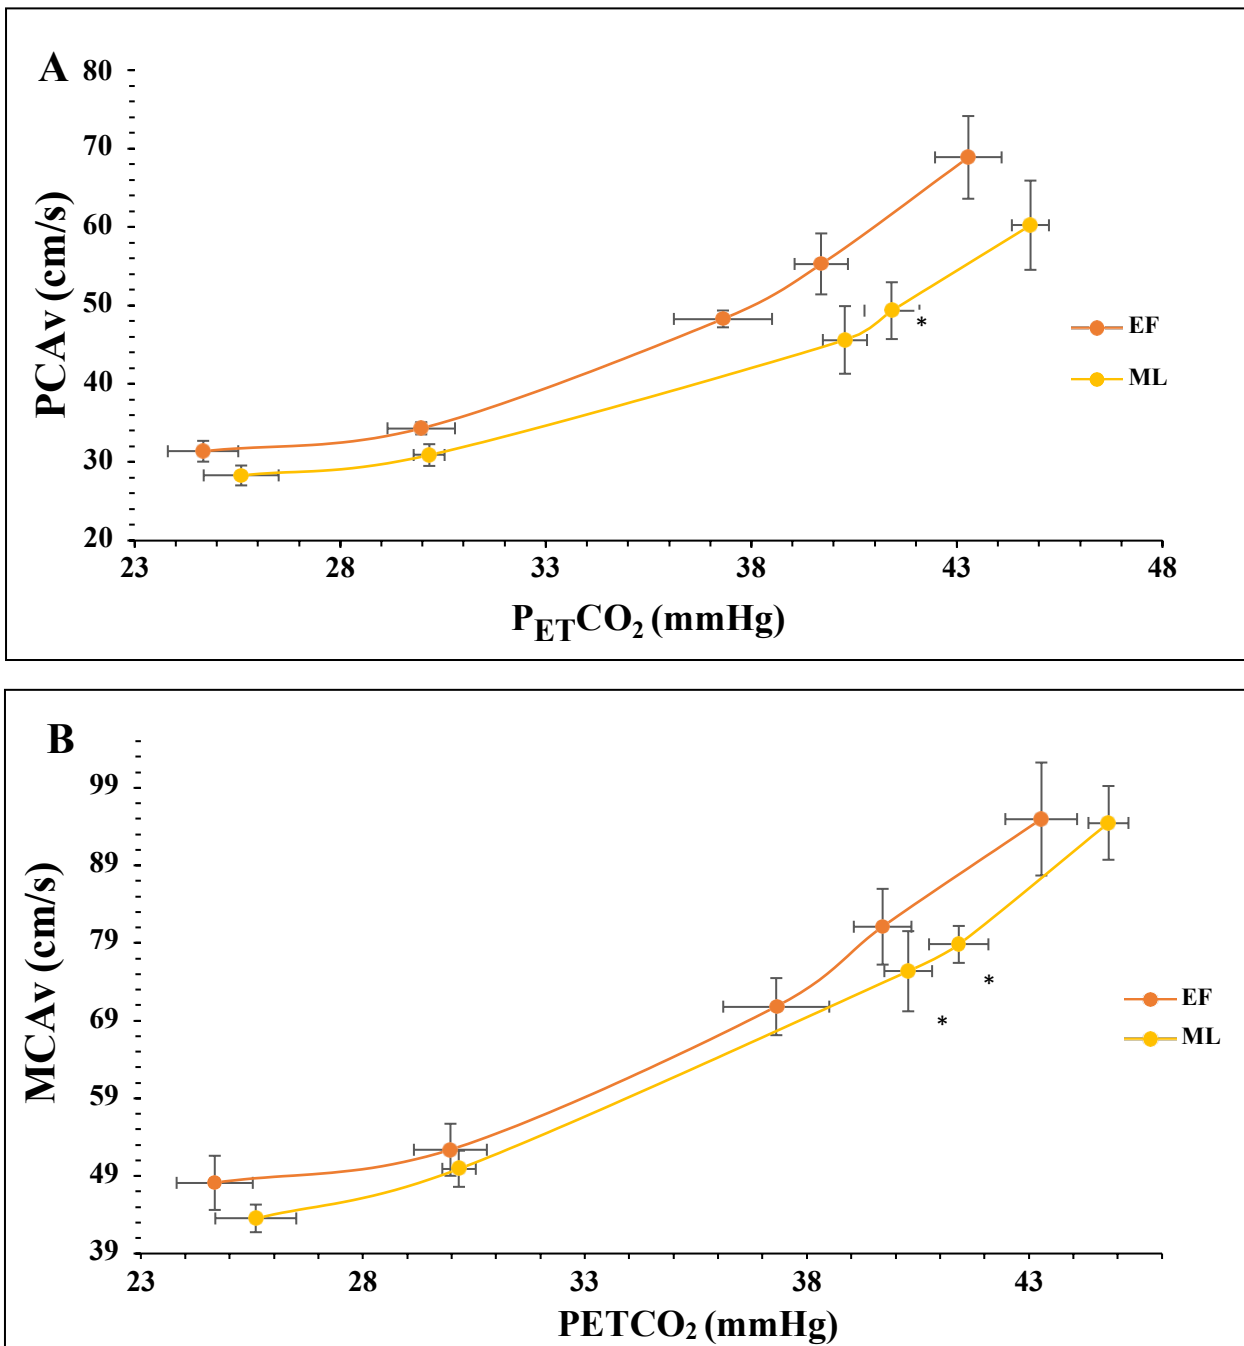 A
80
70
60
50
40
30
20
PCAv (cm/s)
23 28 33 38 43 48
PETCO₂ (mmHg)
*
EF
ML
B
99
89
79
69
59
49
39
MCAv (cm/s)
23 28 33 38 43
PETCO₂ (mmHg)
*
*
EF
ML